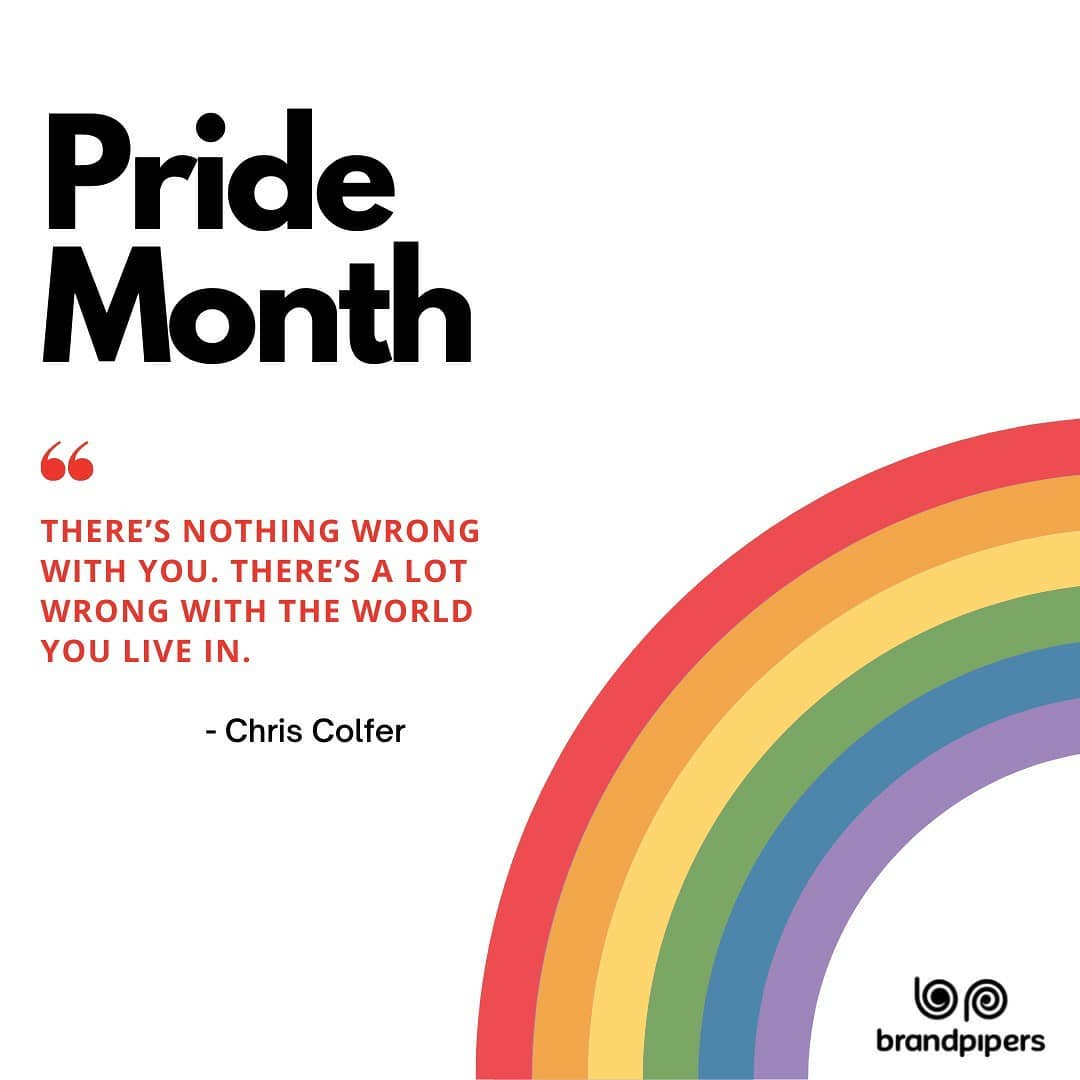 Pride
Month
“
THERE’S NOTHING WRONG
WITH YOU. THERE’S A LOT
WRONG WITH THE WORLD
YOU LIVE IN.
- Chris Colfer
bp
brandpipers